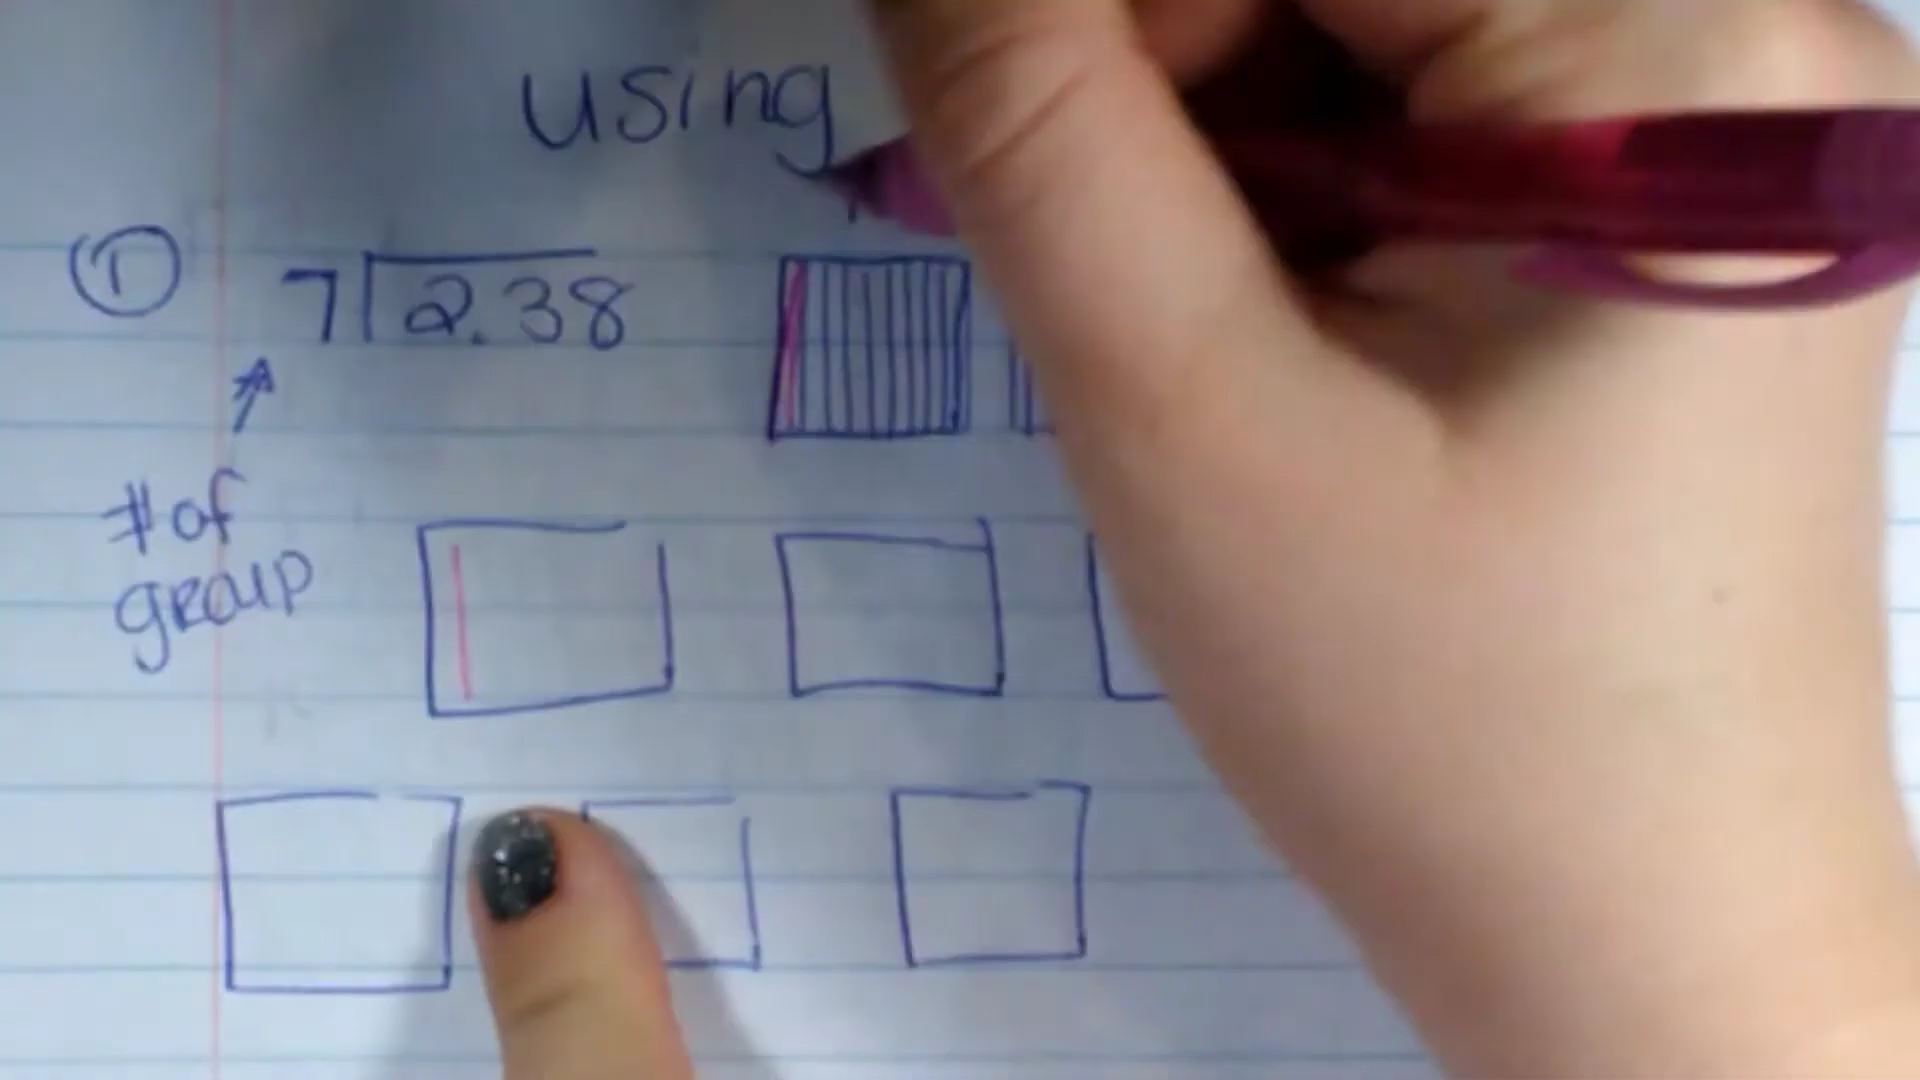 using
① 7 2.38
# of
group